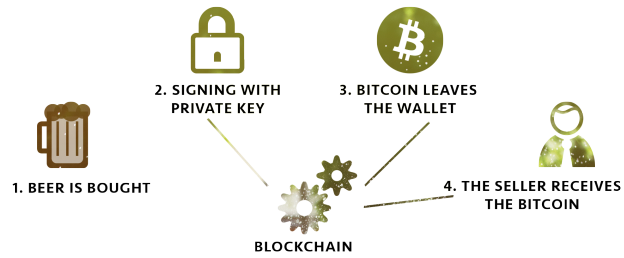 1. BEER IS BOUGHT
2. SIGNING WITH
PRIVATE KEY
3. BITCOIN LEAVES
THE WALLET
4. THE SELLER RECEIVES
THE BITCOIN
BLOCKCHAIN